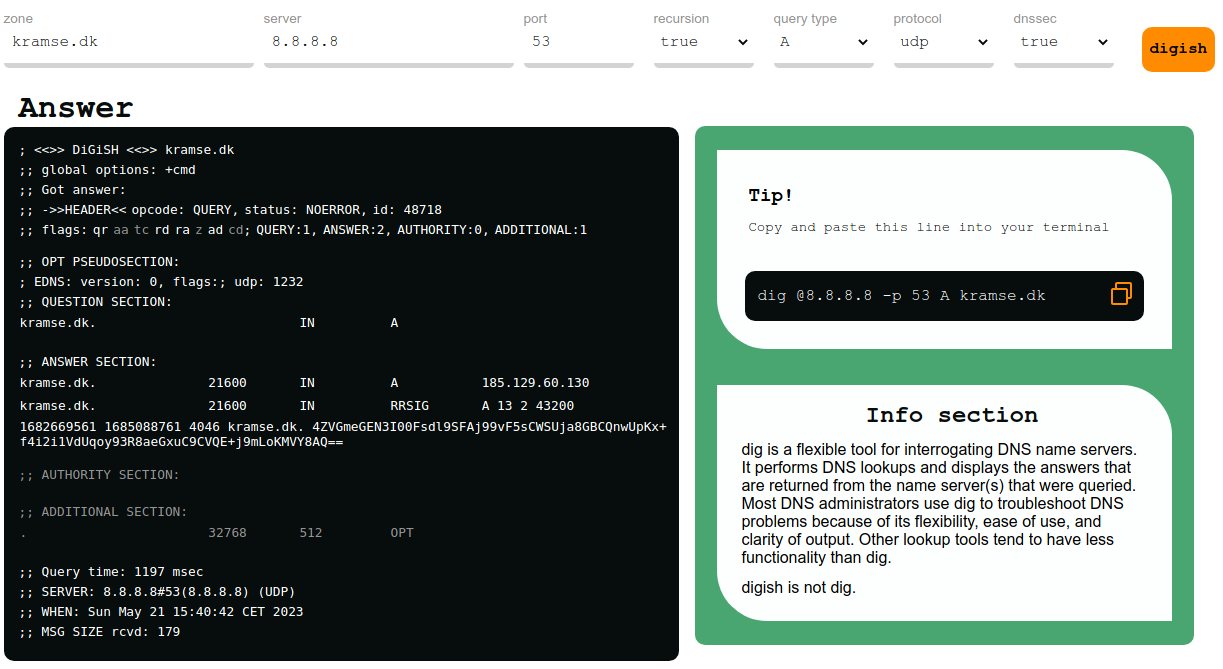 zone server port recursion query type protocol dnssec
kramse.dk 8.8.8.8 53 true A udp true digish
Answer
; <<>> DiGiSH <<>> kramse.dk
;; global options: +cmd
;; Got answer:
;; ->>HEADER<< opcode: QUERY, status: NOERROR, id: 48718
;; flags: qr aa tc rd ra z ad cd; QUERY:1, ANSWER:2, AUTHORITY:0, ADDITIONAL:1
;; OPT PSEUDOSECTION:
; EDNS: version: 0, flags:; udp: 1232
;; QUESTION SECTION:
kramse.dk. IN A
;; ANSWER SECTION:
kramse.dk. 21600 IN A 185.129.60.130
kramse.dk. 21600 IN RRSIG A 13 2 43200
1682669561 1685088761 4046 kramse.dk. 4ZVGmeGEN3I00Fsdl9SFAj99vF5sCWSUja8GBCQnwUpKx+
f4i2i1VdUqoy93R8aeGxuC9CVQE+j9mLoKMVY8AQ==
;; AUTHORITY SECTION:
;; ADDITIONAL SECTION:
. 32768 512 OPT
;; Query time: 1197 msec
;; SERVER: 8.8.8.8#53(8.8.8.8) (UDP)
;; WHEN: Sun May 21 15:40:42 CET 2023
;; MSG SIZE rcvd: 179
Tip!
Copy and paste this line into your terminal
dig @8.8.8.8 -p 53 A kramse.dk
Info section
dig is a flexible tool for interrogating DNS name servers.
It performs DNS lookups and displays the answers that
are returned from the name server(s) that were queried.
Most DNS administrators use dig to troubleshoot DNS
problems because of its flexibility, ease of use, and
clarity of output. Other lookup tools tend to have less
functionality than dig.
digish is not dig.